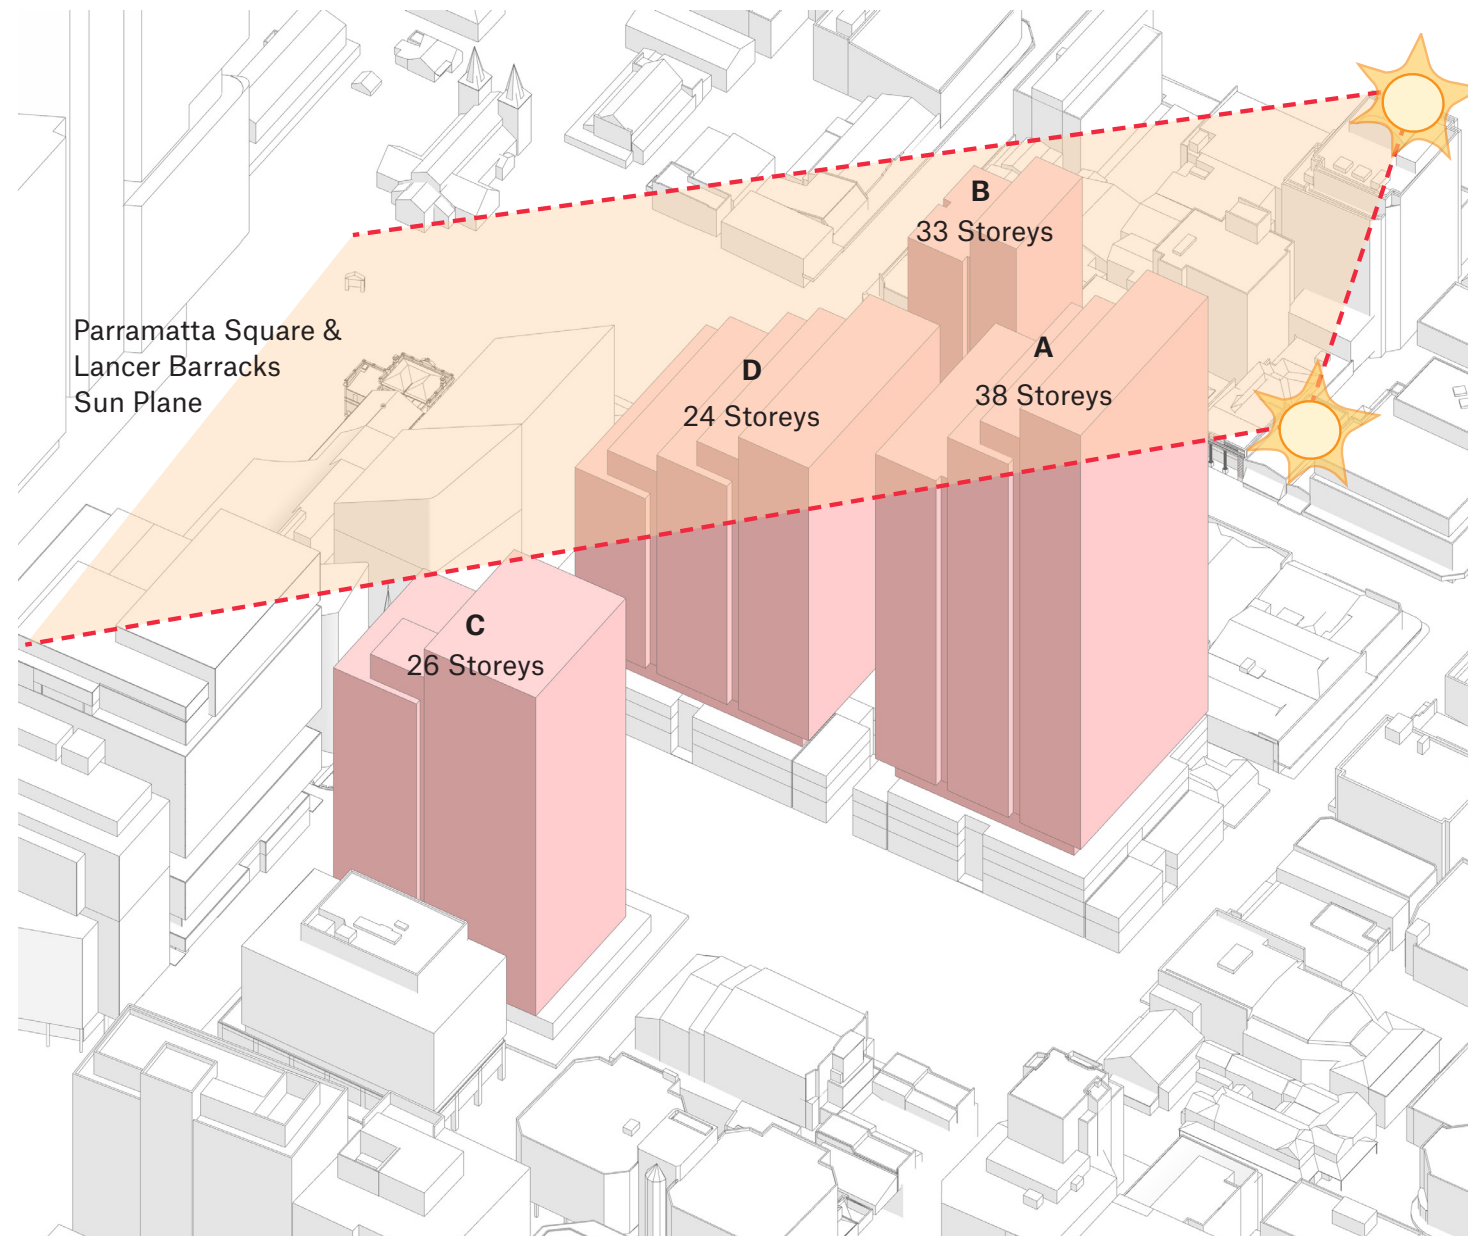 B
33 Storeys
Parramatta Square &
Lancer Barracks
Sun Plane
A
38 Storeys
D
24 Storeys
C
26 Storeys